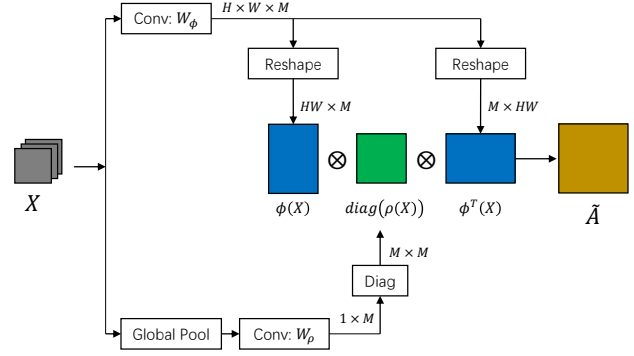 Conv: W_ϕ
H × W × M
Reshape
Reshape
HW × M
M × HW
⊗
⊗
X
ϕ(X)
diag(ρ(X))
ϕ^T(X)
Ã
M × M
Diag
1 × M
Global Pool
Conv: W_ρ